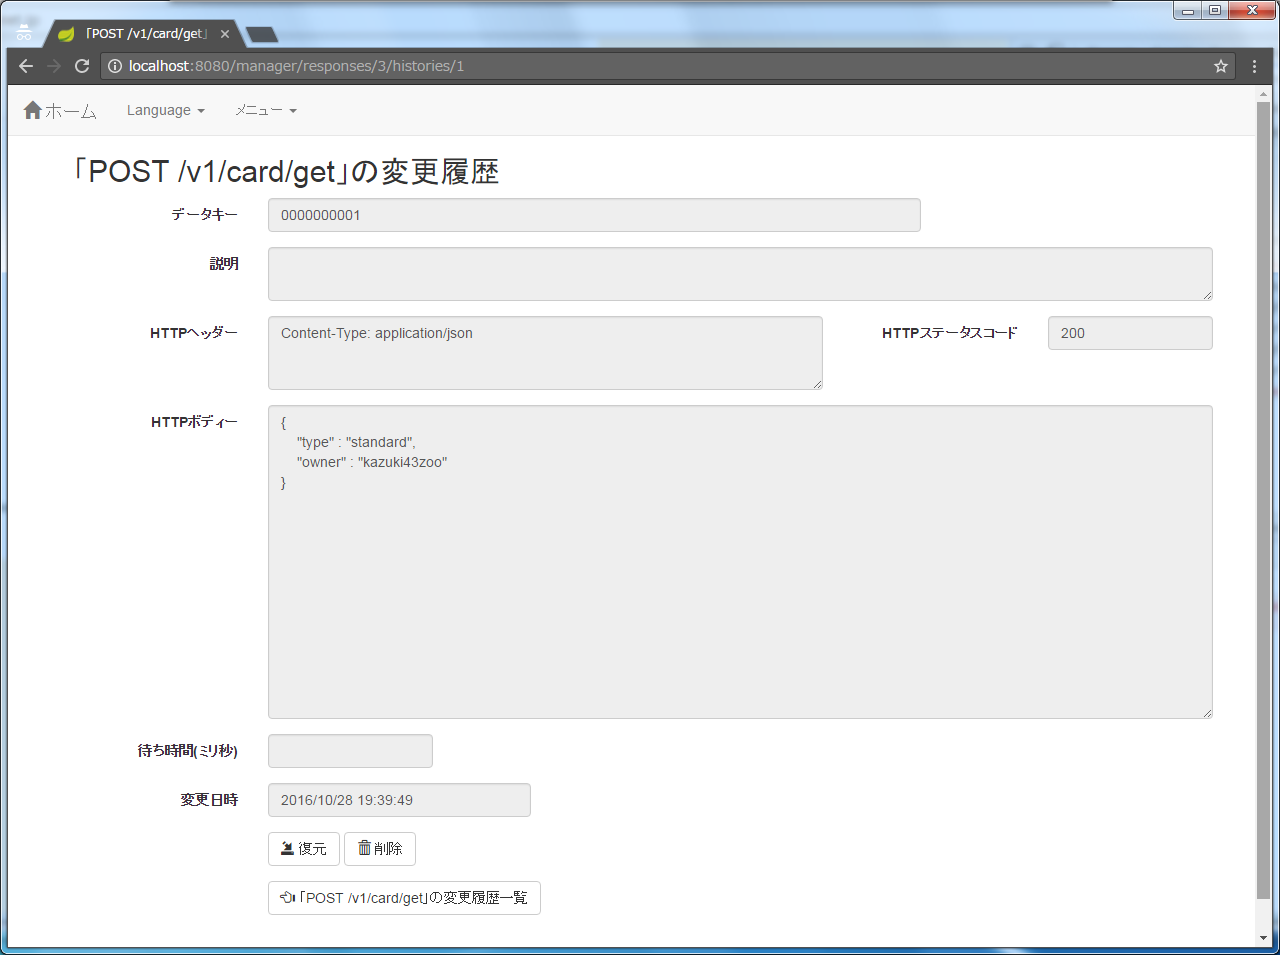 「POST /v1/card/get」
localhost:8080/manager/responses/3/histories/1
ホーム Language メニュー
「POST /v1/card/get」の変更履歴
データキー 0000000001
説明
HTTPヘッダー Content-Type: application/json HTTPステータスコード 200
HTTPボディー {
"type" : "standard",
"owner" : "kazuki43zoo"
}
待ち時間(ミリ秒)
変更日時 2016/10/28 19:39:49
復元 削除
「POST /v1/card/get」の変更履歴一覧